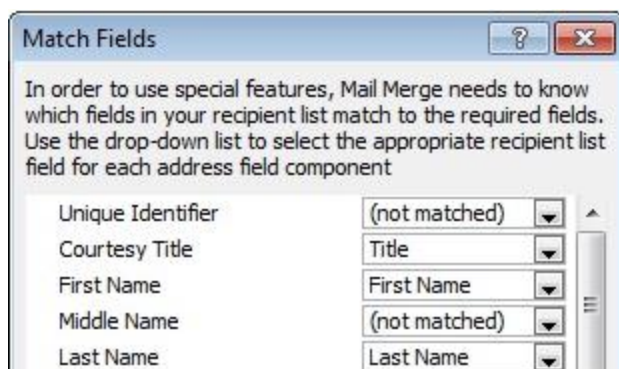 Match Fields
In order to use special features, Mail Merge needs to know
which fields in your recipient list match to the required fields.
Use the drop-down list to select the appropriate recipient list
field for each address field component
Unique Identifier (not matched)
Courtesy Title Title
First Name First Name
Middle Name (not matched)
Last Name Last Name